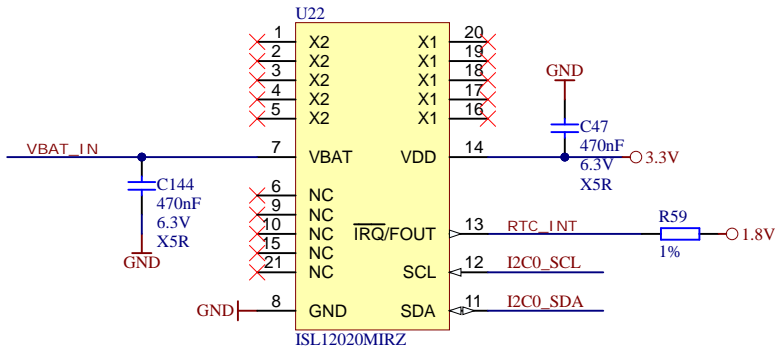 U22
1 X2 X1 20
2 X2 X1 19
3 X2 X1 18
4 X2 X1 17
5 X2 X1 16
GND
C47
470nF
6.3V
X5R
VBAT_IN 7 VBAT VDD 14 3.3V
C144
470nF
6.3V
X5R
GND
6 NC
9 NC
10 NC IRQ/FOUT 13 RTC_INT R59 1.8V
1%
15 NC
21 NC SCL 12 I2C0_SCL
GND 8 GND SDA 11 I2C0_SDA
ISL12020MIRZ